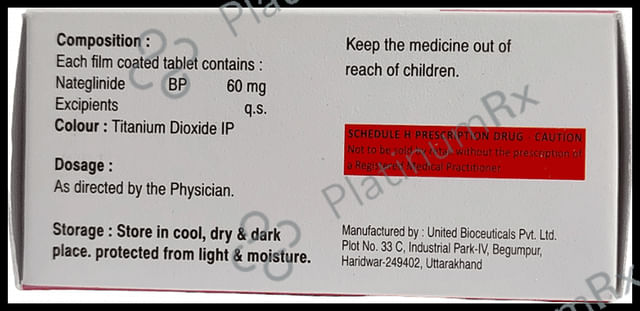 Composition :
Each film coated tablet contains :
Nateglinide BP 60 mg
Excipients q.s.
Colour : Titanium Dioxide IP
Dosage :
As directed by the Physician.
Storage : Store in cool, dry & dark
place. protected from light & moisture.
Keep the medicine out of
reach of children.
SCHEDULE H PRESCRIPTION DRUG - CAUTION
Not to be sold by retail without the prescription of
a Registered Medical Practitioner.
Manufactured by : United Bioceuticals Pvt. Ltd.
Plot No. 33 C, Industrial Park-IV, Begumpur,
Haridwar-249402, Uttarakhand
PlatinumRx